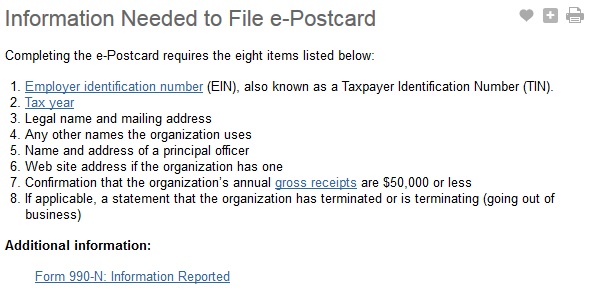 Information Needed to File e-Postcard
Completing the e-Postcard requires the eight items listed below:
1. Employer identification number (EIN), also known as a Taxpayer Identification Number (TIN).
2. Tax year
3. Legal name and mailing address
4. Any other names the organization uses
5. Name and address of a principal officer
6. Web site address if the organization has one
7. Confirmation that the organization's annual gross receipts are $50,000 or less
8. If applicable, a statement that the organization has terminated or is terminating (going out of
business)
Additional information:
Form 990-N: Information Reported